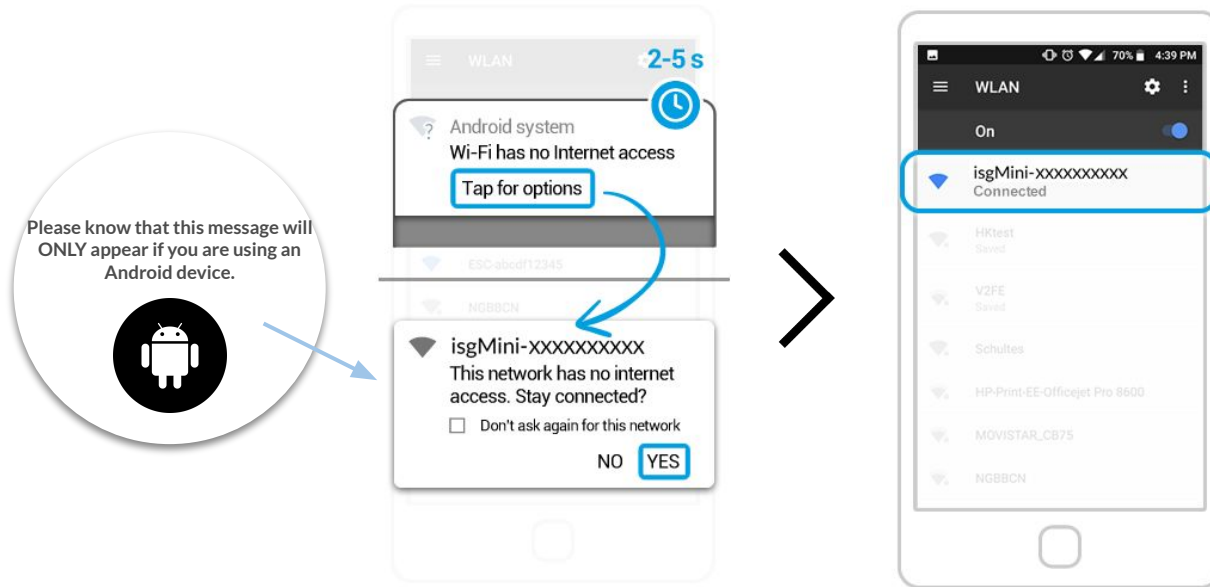 Please know that this message will
ONLY appear if you are using an
Android device.
WLAN
2-5 s
Android system
Wi-Fi has no Internet access
Tap for options
ESC-abcdf12345
NGBBCN
isgMini-xxxxxxxxxx
This network has no internet
access. Stay connected?
Don't ask again for this network
NO YES
70% 4:39 PM
WLAN
On
isgMini-xxxxxxxxxx
Connected
HKtest
Saved
V2FE
Saved
Schultes
HP-Print-EE-Officejet Pro 8600
MOVISTAR_CB75
NGBBCN